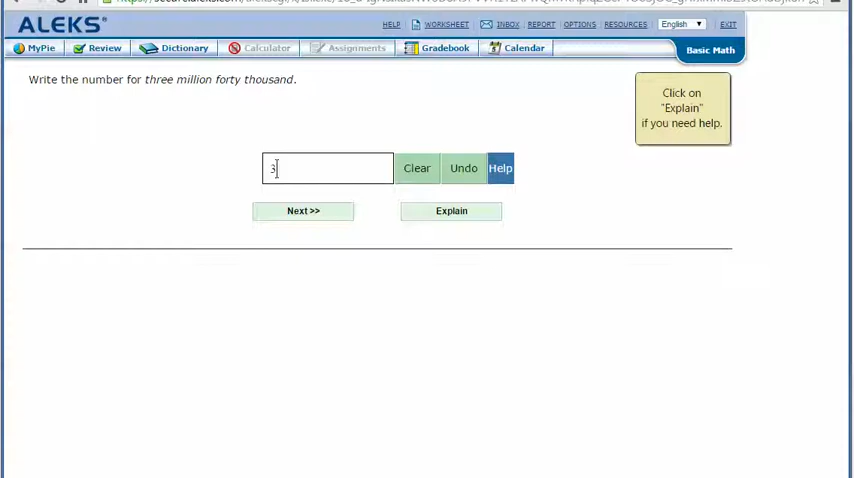 ALEKS®
HELP WORKSHEET INBOX REPORT OPTIONS RESOURCES English ▼ EXIT
MyPie Review Dictionary Calculator Assignments Gradebook Calendar Basic Math
Write the number for three million forty thousand.
Click on
"Explain"
if you need help.
3 Clear Undo Help
Next >> Explain